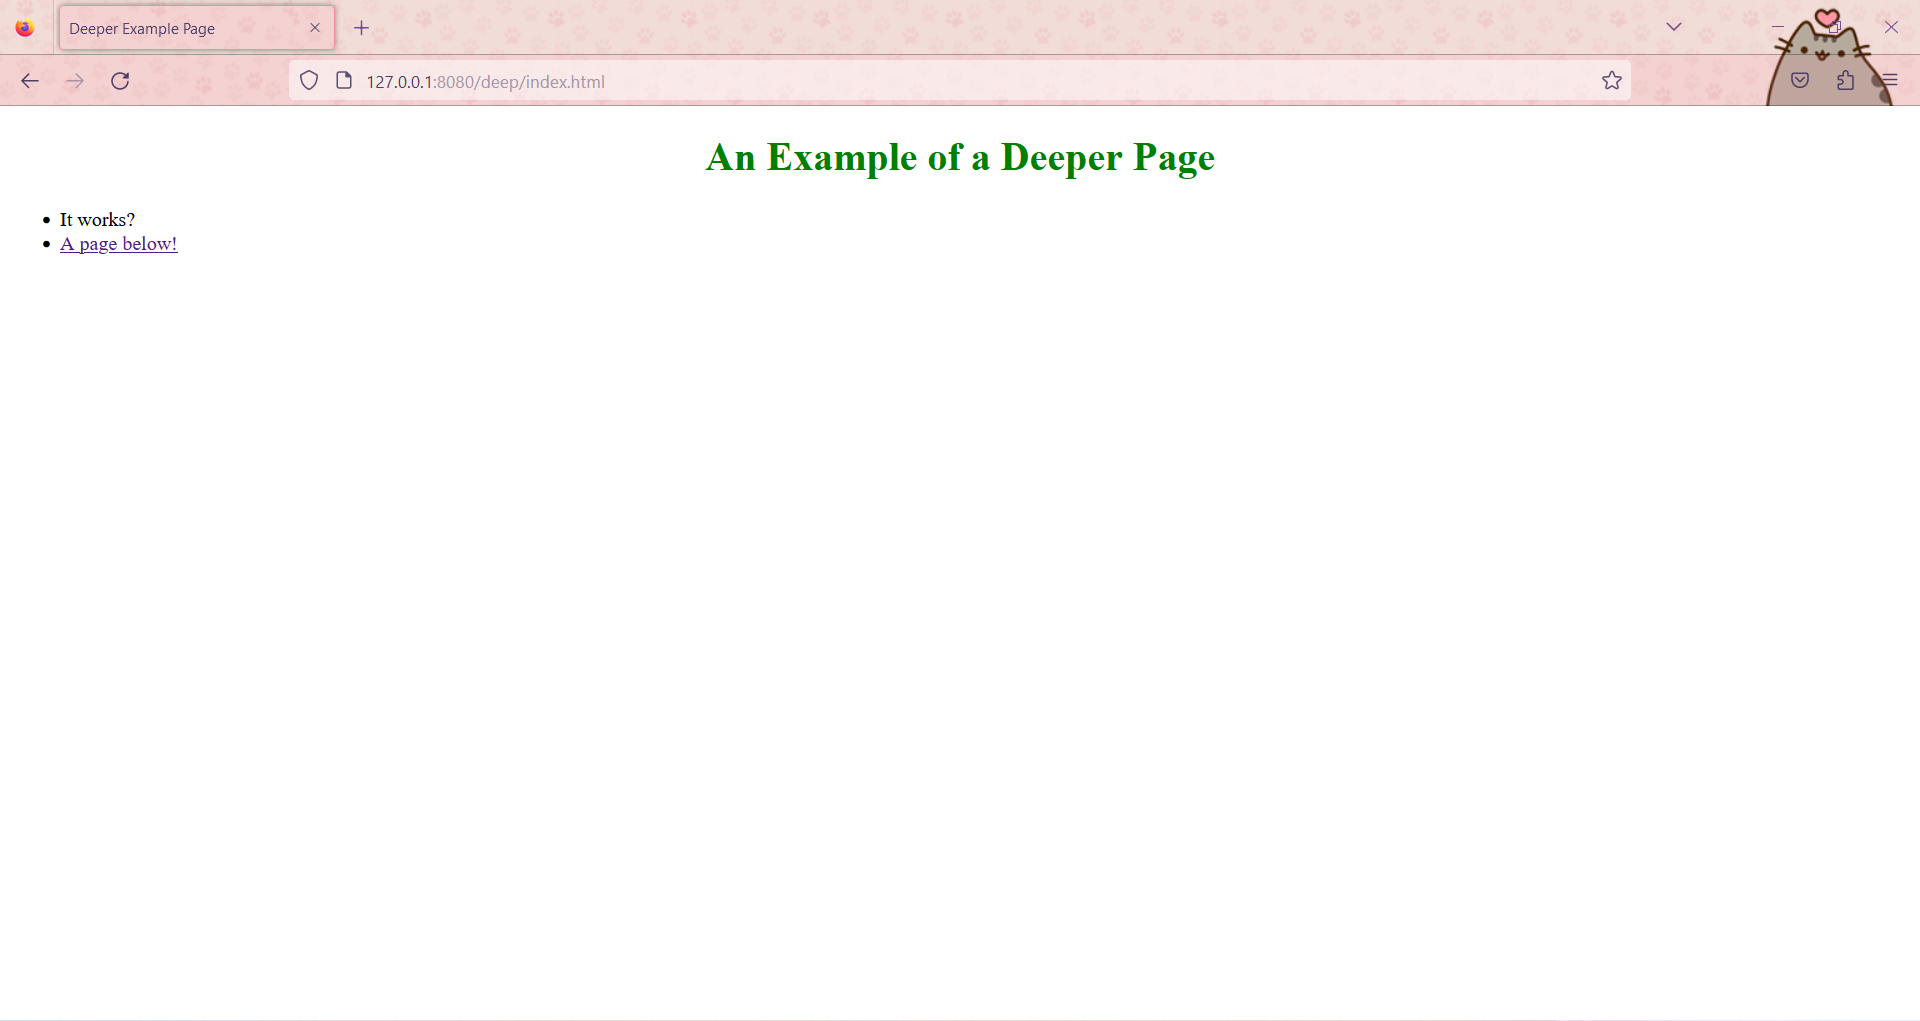 Deeper Example Page
127.0.0.1:8080/deep/index.html
An Example of a Deeper Page
It works?
A page below!